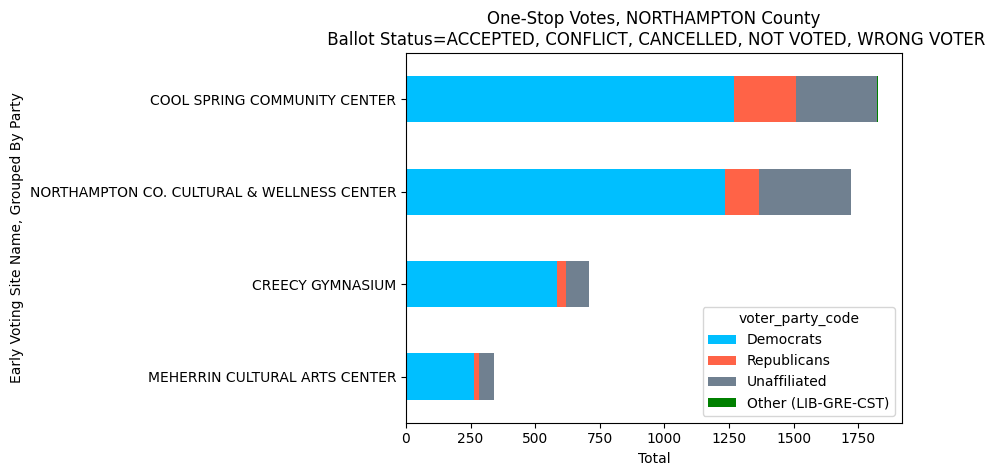 One-Stop Votes, NORTHAMPTON County
Ballot Status=ACCEPTED, CONFLICT, CANCELLED, NOT VOTED, WRONG VOTER
Early Voting Site Name, Grouped By Party
COOL SPRING COMMUNITY CENTER
NORTHAMPTON CO. CULTURAL & WELLNESS CENTER
CREECY GYMNASIUM
MEHERRIN CULTURAL ARTS CENTER
voter_party_code
Democrats
Republicans
Unaffiliated
Other (LIB-GRE-CST)
0 250 500 750 1000 1250 1500 1750
Total